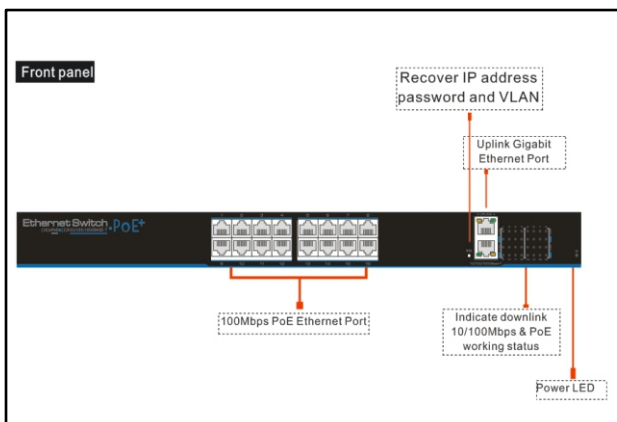 Front panel
Recover IP address
password and VLAN
Uplink Gigabit
Ethernet Port
Ethernet Switch
PoE+
100Mbps PoE Ethernet Port
Indicate downlink
10/100Mbps & PoE
working status
Power LED